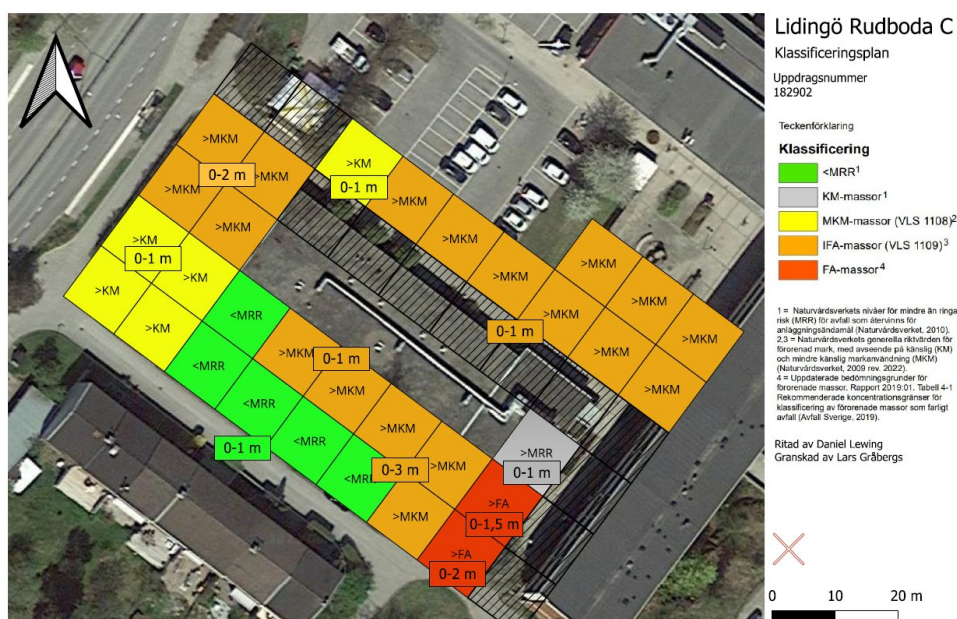 Lidingö Rudboda C
Klassificeringsplan
Uppdragsnummer
182902
Teckenförklaring
Klassificering
<MRR¹
KM-massor¹
MKM-massor (VLS 1108)²
IFA-massor (VLS 1109)³
FA-massor⁴
1 = Naturvårdsverkets nivåer för mindre än ringa
risk (MRR) för avfall som återvinns för
anläggningsändamål (Naturvårdsverket, 2010).
2,3 = Naturvårdsverkets generella riktvärden för
förorenad mark, med avseende på känslig (KM)
och mindre känslig markanvändning (MKM)
(Naturvårdsverket, 2009 rev. 2022).
4 = Uppdaterade bedömningsgrunder för
förorenade massor. Rapport 2019:01. Tabell 4-1
Rekommenderade koncentrationsgränser för
klassificering av förorenade massor som farligt
avfall (Avfall Sverige, 2019).
Ritad av Daniel Lewing
Granskad av Lars Gråbergs
0 10 20 m
>MKM
>MKM
0-2 m
>MKM
>MKM
>KM
0-1 m
>MKM
>MKM
>MKM
>MKM
>MKM
>MKM
>MKM
>MKM
0-1 m
>KM
0-1 m
>KM
>KM
>KM
<MRR
<MRR
<MRR
<MRR
<MRR
0-1 m
>MKM
0-1 m
>MKM
>MKM
0-3 m
>MKM
>MRR
0-1 m
>FA
0-1,5 m
>FA
0-2 m